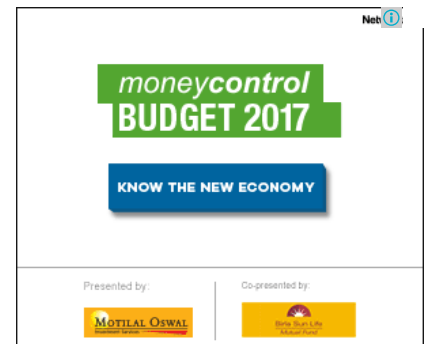 moneycontrol
BUDGET 2017
KNOW THE NEW ECONOMY
Presented by:
Co-presented by:
MOTILAL OSWAL
Birla Sun Life
Mutual Fund